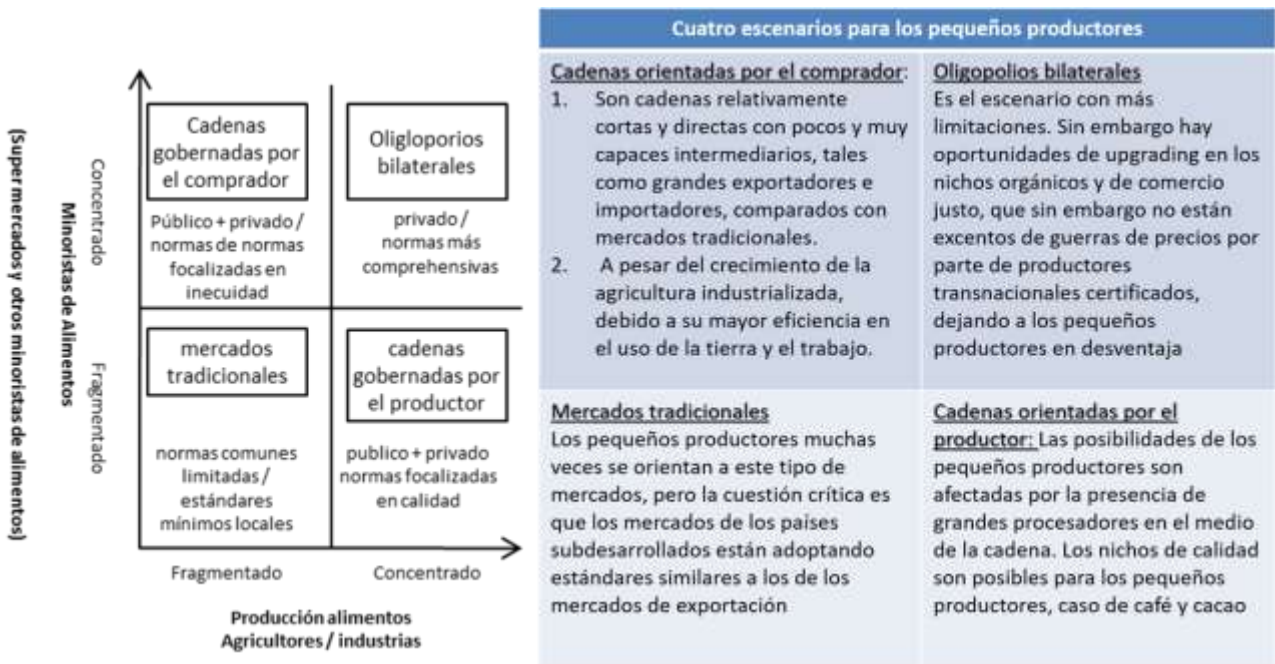 (Supermercados y otros minoristas de alimentos)
Minoristas de Alimentos
Concentrado
Fragmentado
Cadenas
gobernadas por
el comprador
Público + privado /
normas de normas
focalizadas en
inecuidad
Oligloporios
bilaterales
privado /
normas más
comprehensivas
mercados
tradicionales
normas comunes
limitadas /
estándares
mínimos locales
cadenas
gobernadas por
el productor
publico + privado
normas focalizadas
en calidad
Fragmentado
Concentrado
Producción alimentos
Agricultores / industrias
Cuatro escenarios para los pequeños productores
Cadenas orientadas por el comprador:
1. Son cadenas relativamente
cortas y directas con pocos y muy
capaces intermediarios, tales
como grandes exportadores e
importadores, comparados con
mercados tradicionales.
2. A pesar del crecimiento de la
agricultura industrializada,
debido a su mayor eficiencia en
el uso de la tierra y el trabajo.
Oligopolios bilaterales
Es el escenario con más
limitaciones. Sin embargo hay
oportunidades de upgrading en los
nichos orgánicos y de comercio
justo, que sin embargo no están
excentos de guerras de precios por
parte de productores
transnacionales certificados,
dejando a los pequeños
productores en desventaja
Mercados tradicionales
Los pequeños productores muchas
veces se orientan a este tipo de
mercados, pero la cuestión crítica es
que los mercados de los países
subdesarrollados están adoptando
estándares similares a los de los
mercados de exportación
Cadenas orientadas por el
productor: Las posibilidades de los
pequeños productores son
afectadas por la presencia de
grandes procesadores en el medio
de la cadena. Los nichos de calidad
son posibles para los pequeños
productores, caso de café y cacao